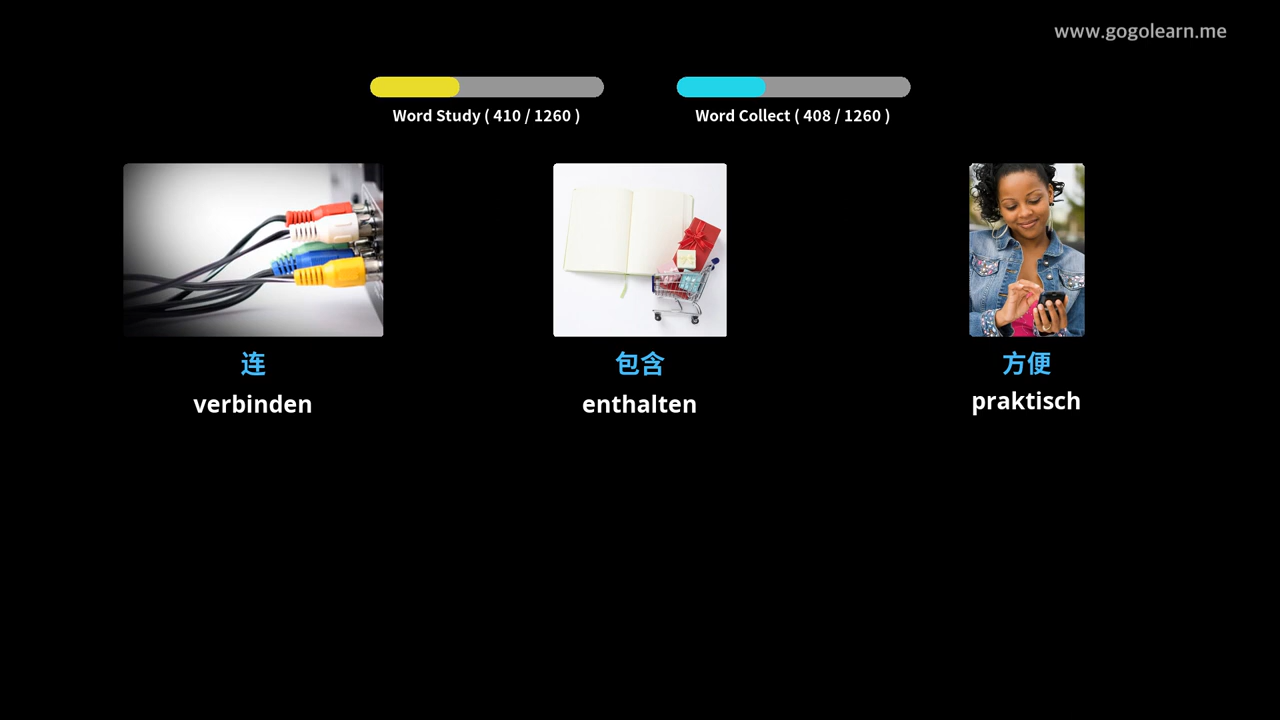 www.gogolearn.me
Word Study ( 410 / 1260 )
Word Collect ( 408 / 1260 )
连
包含
方便
verbinden
enthalten
praktisch